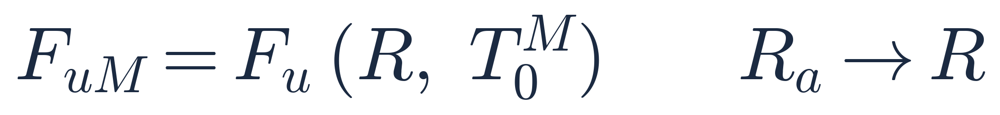 F_{uM} = F_u (R, T_0^M) R_a → R